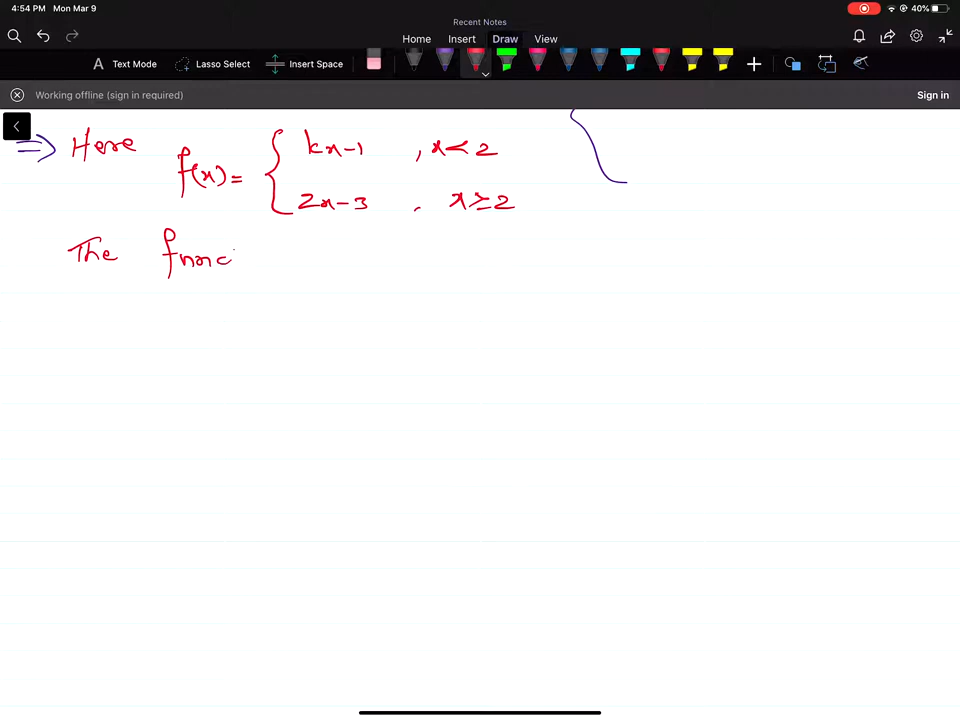 4:54 PM Mon Mar 9
40%
Recent Notes
Home Insert Draw View
Text Mode Lasso Select Insert Space
Working offline (sign in required) Sign in
⇒ Here f(x) = { kx-1 , x < 2
2x-3 , x ≥ 2
The func